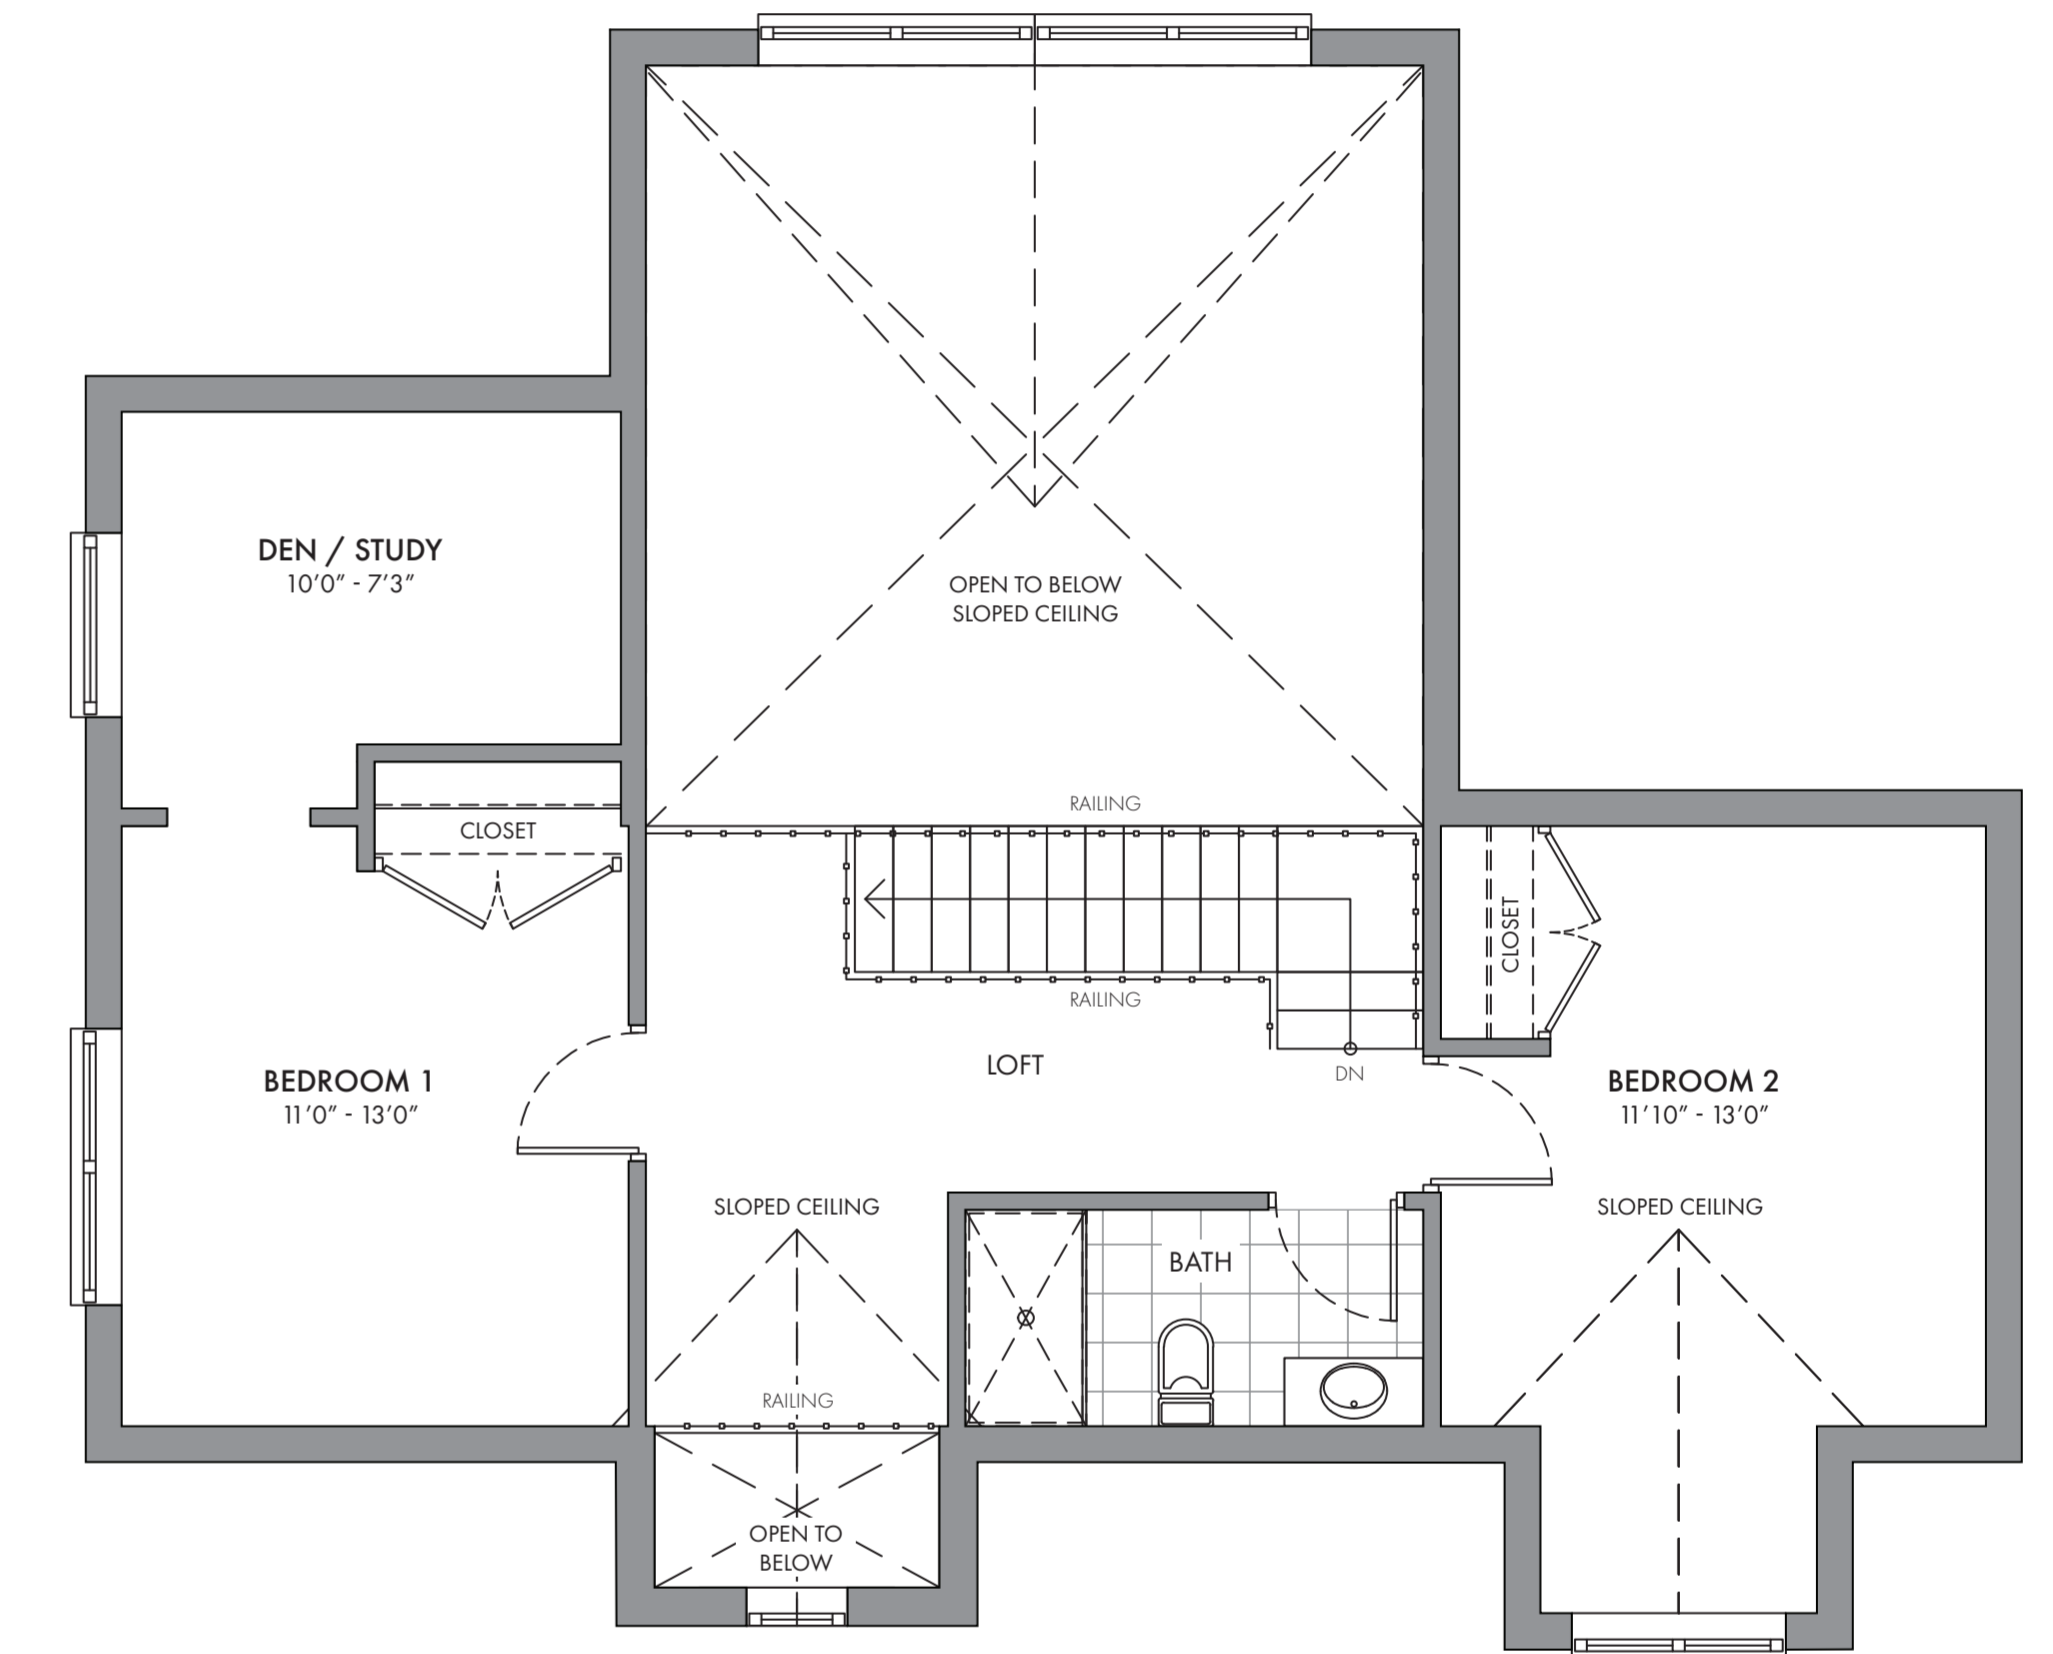 DEN / STUDY
10’0” - 7’3”
OPEN TO BELOW
SLOPED CEILING
RAILING
CLOSET
CLOSET
RAILING
LOFT
DN
BEDROOM 1
11’0” - 13’0”
BEDROOM 2
11’10” - 13’0”
SLOPED CEILING
SLOPED CEILING
BATH
RAILING
OPEN TO
BELOW